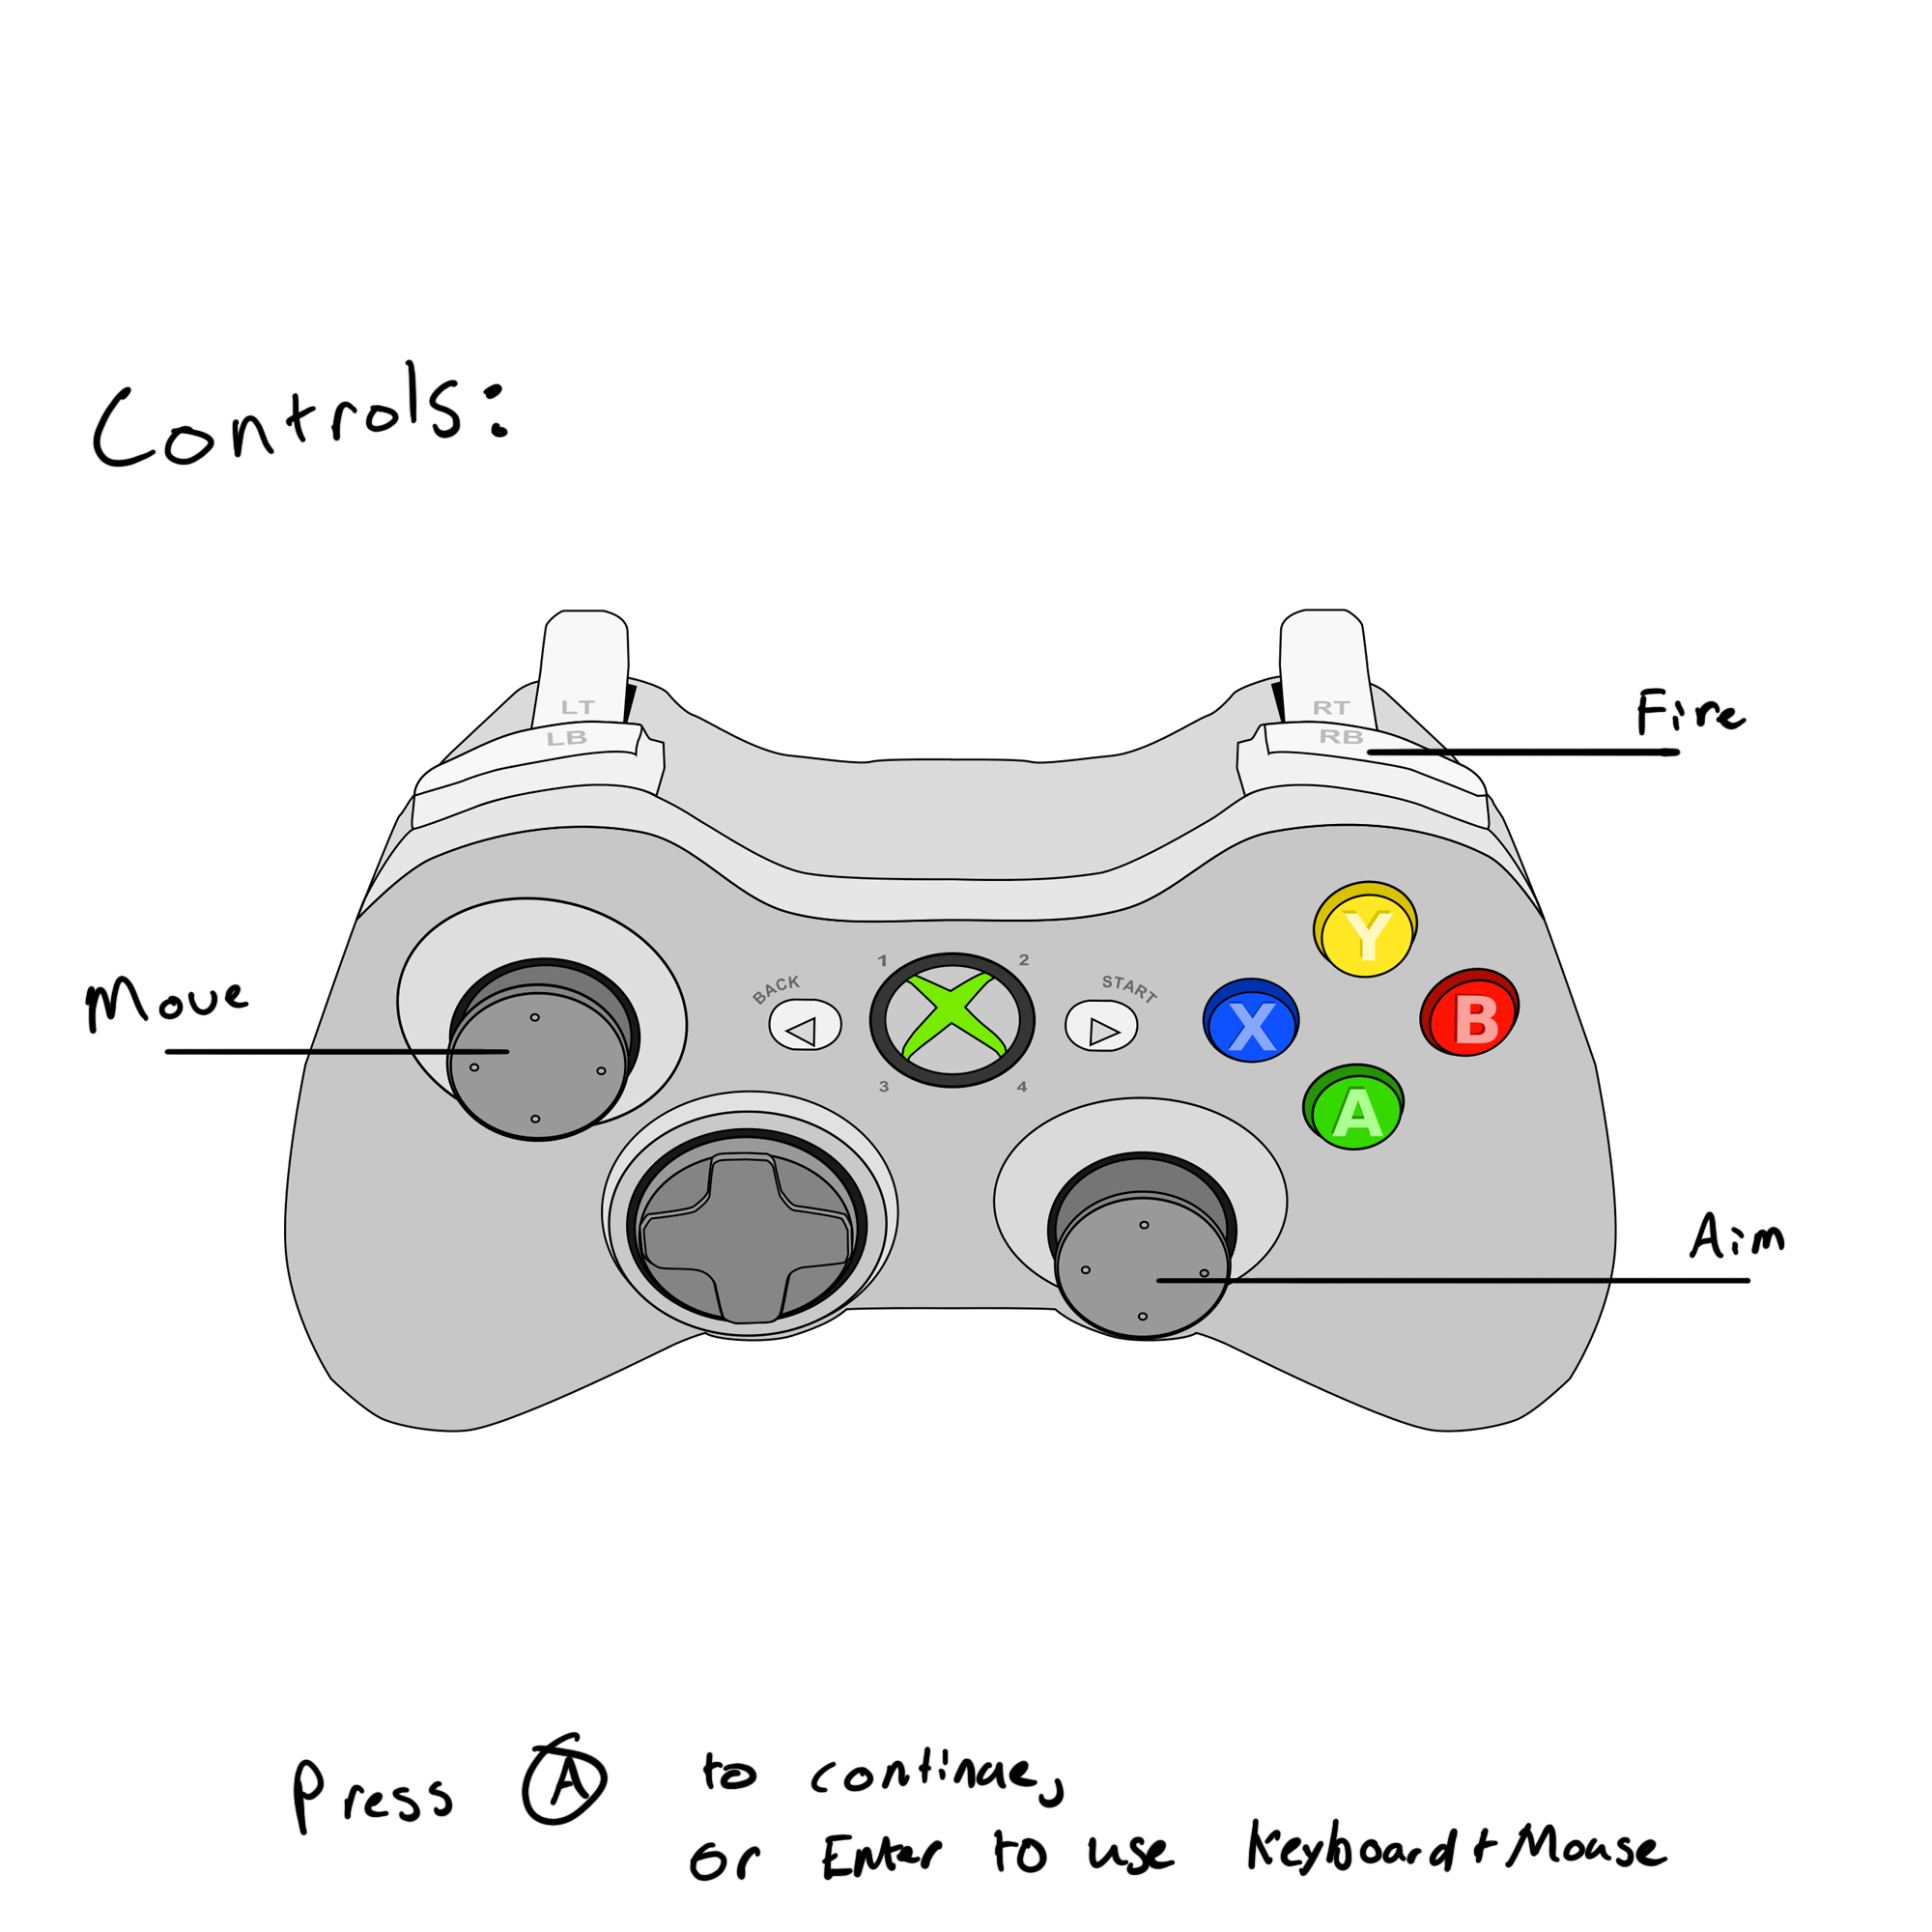 Controls:
LT
RT
LB
RB
Fire
Y
Move
BACK
1
2
START
X
B
3
4
A
Aim
Press A to continue,
or Enter to use Keyboard + Mouse